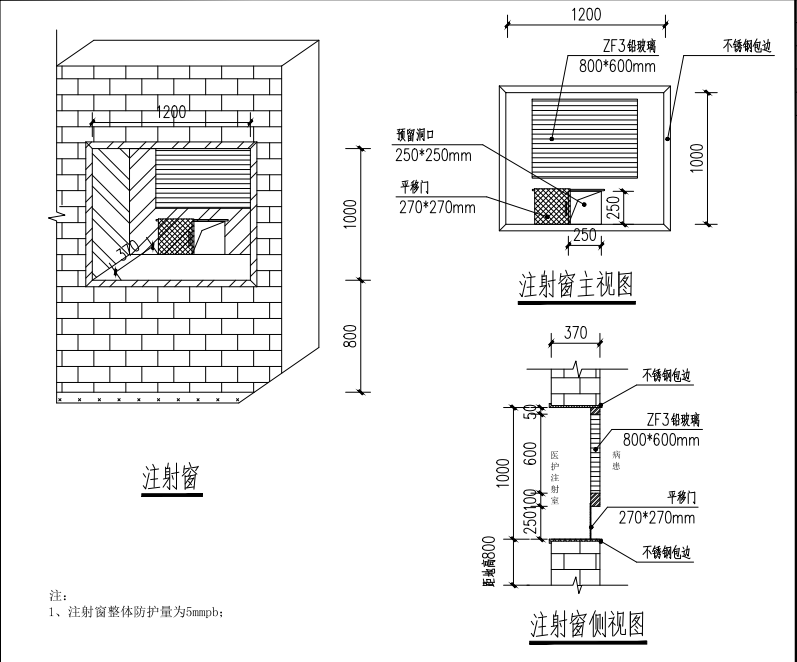 1200
1000
370
800
注射窗
注：
1、注射窗整体防护量为5mmpb；
1200
ZF3铅玻璃
800*600mm
不锈钢包边
预留洞口
250*250mm
平移门
270*270mm
1000
250
250
注射窗主视图
370
不锈钢包边
50
ZF3铅玻璃
800*600mm
600
1000
医护注射室
病患
100
平移门
270*270mm
250
不锈钢包边
距地高800
注射窗侧视图